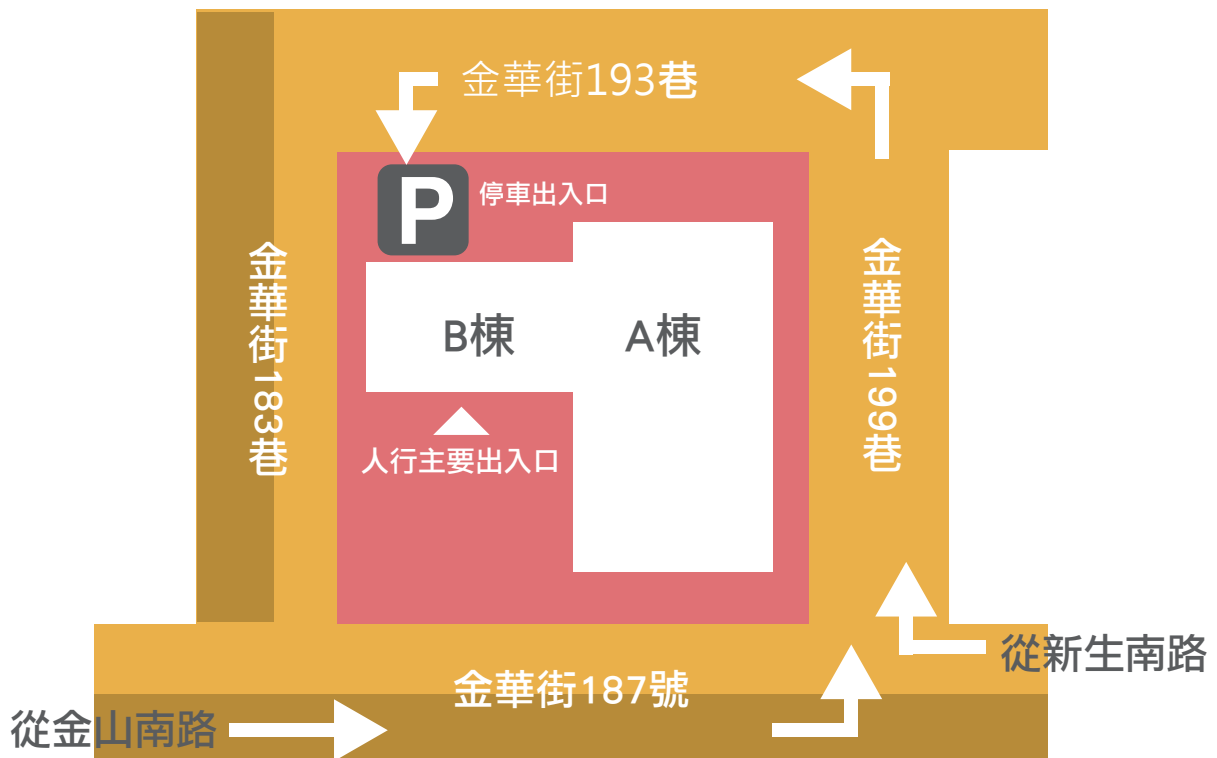 金華街193巷
P
停車出入口
金華街183巷
B棟
A棟
金華街199巷
人行主要出入口
從新生南路
金華街187號
從金山南路